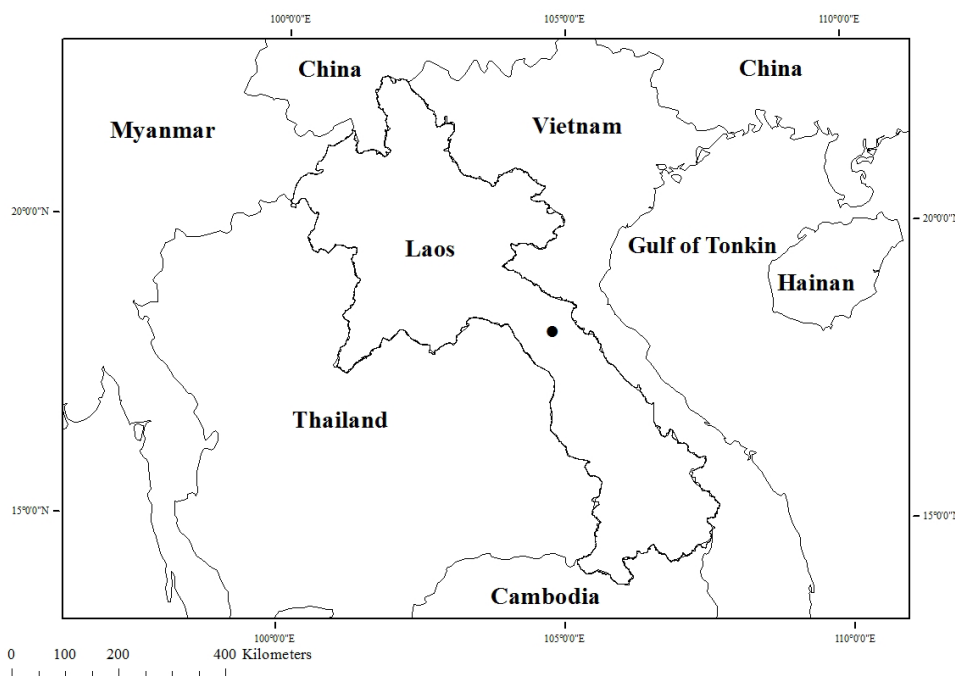 100°0'0"E 105°0'0"E 110°0'0"E
China China
Myanmar Vietnam
20°0'0"N 20°0'0"N
Laos Gulf of Tonkin
Hainan
Thailand
15°0'0"N 15°0'0"N
Cambodia
100°0'0"E 105°0'0"E 110°0'0"E
0 100 200 400 Kilometers